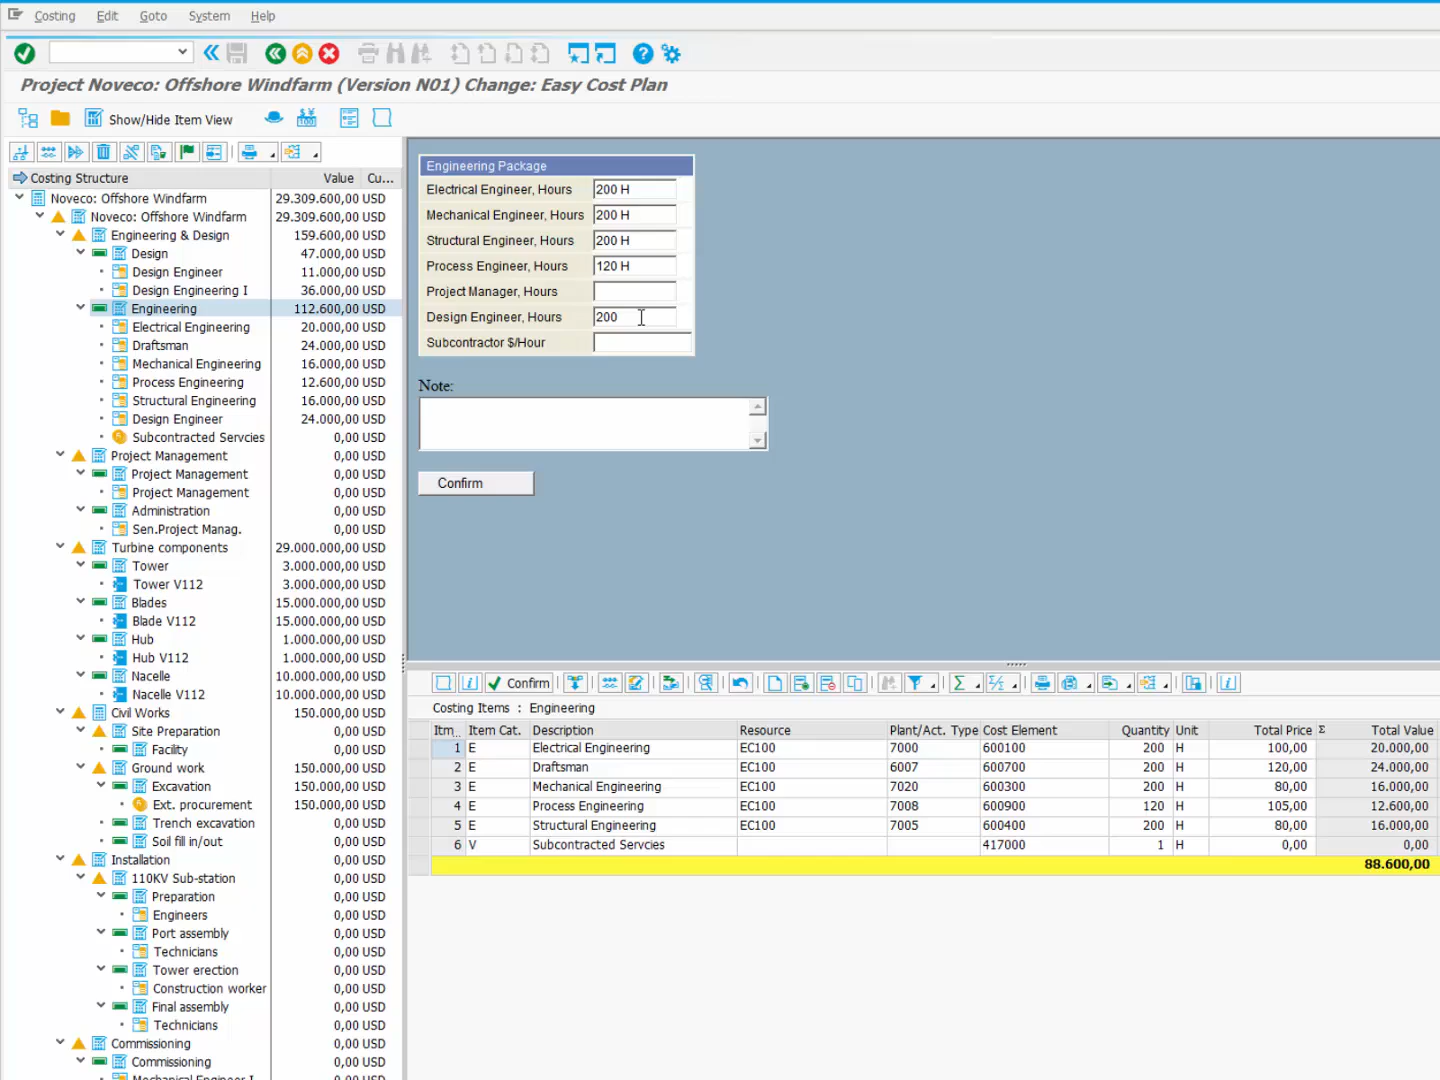 Costing Edit Goto System Help
Project Noveco: Offshore Windfarm (Version N01) Change: Easy Cost Plan
Show/Hide Item View
Costing Structure Value Cu...
Noveco: Offshore Windfarm 29.309.600,00 USD
Noveco: Offshore Windfarm 29.309.600,00 USD
Engineering & Design 159.600,00 USD
Design 47.000,00 USD
Design Engineer 11.000,00 USD
Design Engineering I 36.000,00 USD
Engineering 112.600,00 USD
Electrical Engineering 20.000,00 USD
Draftsman 24.000,00 USD
Mechanical Engineering 16.000,00 USD
Process Engineering 12.600,00 USD
Structural Engineering 16.000,00 USD
Design Engineer 24.000,00 USD
Subcontracted Servcies 0,00 USD
Project Management 0,00 USD
Project Management 0,00 USD
Project Management 0,00 USD
Administration 0,00 USD
Sen.Project Manag. 0,00 USD
Turbine components 29.000.000,00 USD
Tower 3.000.000,00 USD
Tower V112 3.000.000,00 USD
Blades 15.000.000,00 USD
Blade V112 15.000.000,00 USD
Hub 1.000.000,00 USD
Hub V112 1.000.000,00 USD
Nacelle 10.000.000,00 USD
Nacelle V112 10.000.000,00 USD
Civil Works 150.000,00 USD
Site Preparation 0,00 USD
Facility 0,00 USD
Ground work 150.000,00 USD
Excavation 150.000,00 USD
Ext. procurement 150.000,00 USD
Trench excavation 0,00 USD
Soil fill in/out 0,00 USD
Installation 0,00 USD
110KV Sub-station 0,00 USD
Preparation 0,00 USD
Engineers 0,00 USD
Port assembly 0,00 USD
Technicians 0,00 USD
Tower erection 0,00 USD
Construction worker 0,00 USD
Final assembly 0,00 USD
Technicians 0,00 USD
Commissioning 0,00 USD
Commissioning 0,00 USD
Mechanical Engineer I 0,00 USD
Engineering Package
Electrical Engineer, Hours 200 H
Mechanical Engineer, Hours 200 H
Structural Engineer, Hours 200 H
Process Engineer, Hours 120 H
Project Manager, Hours
Design Engineer, Hours 200
Subcontractor $/Hour
Note:
Confirm
Confirm
Costing Items : Engineering
Itm... Item Cat. Description Resource Plant/Act. Type Cost Element Quantity Unit Total Price Σ Total Value
1 E Electrical Engineering EC100 7000 600100 200 H 100,00 20.000,00
2 E Draftsman EC100 6007 600700 200 H 120,00 24.000,00
3 E Mechanical Engineering EC100 7020 600300 200 H 80,00 16.000,00
4 E Process Engineering EC100 7008 600900 120 H 105,00 12.600,00
5 E Structural Engineering EC100 7005 600400 200 H 80,00 16.000,00
6 V Subcontracted Servcies 417000 1 H 0,00 0,00
88.600,00